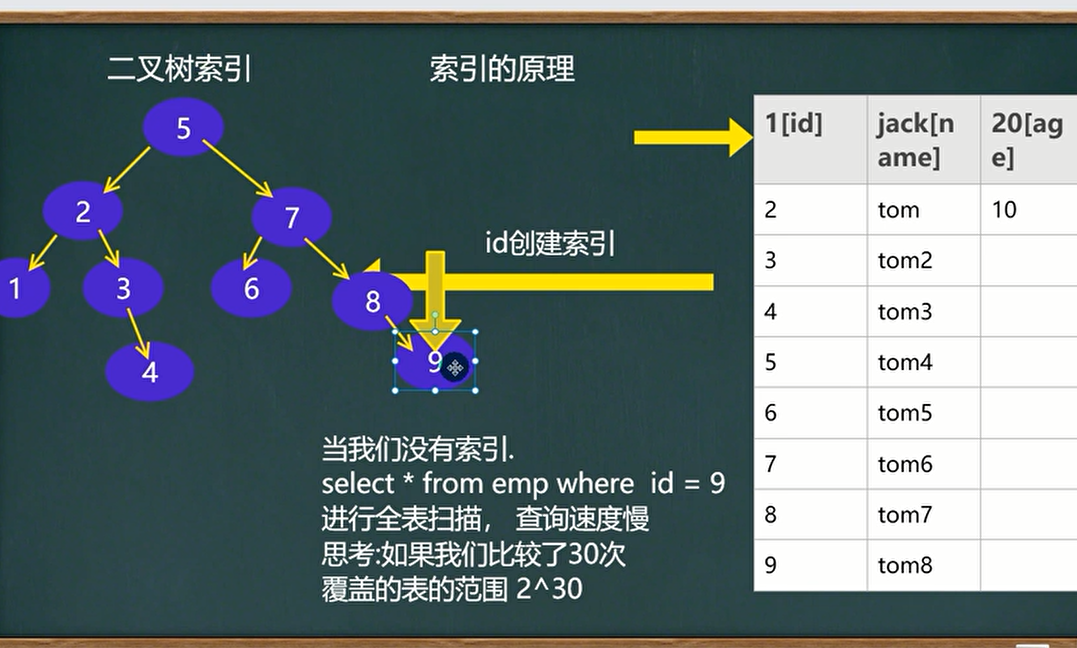 二叉树索引
索引的原理
5
2
7
1
3
6
8
4
9
id创建索引
当我们没有索引.
select * from emp where id = 9
进行全表扫描， 查询速度慢
思考:如果我们比较了30次
覆盖的表的范围 2^30
1[id] jack[n 20[ag
ame] e]
2 tom 10
3 tom2
4 tom3
5 tom4
6 tom5
7 tom6
8 tom7
9 tom8